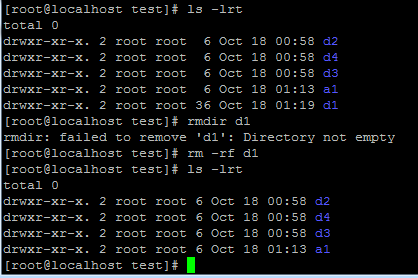 [root@localhost test]# ls -lrt
total 0
drwxr-xr-x. 2 root root  6 Oct 18 00:58 d2
drwxr-xr-x. 2 root root  6 Oct 18 00:58 d4
drwxr-xr-x. 2 root root  6 Oct 18 00:58 d3
drwxr-xr-x. 2 root root  6 Oct 18 01:13 a1
drwxr-xr-x. 2 root root 36 Oct 18 01:19 d1
[root@localhost test]# rmdir d1
rmdir: failed to remove 'd1': Directory not empty
[root@localhost test]# rm -rf d1
[root@localhost test]# ls -lrt
total 0
drwxr-xr-x. 2 root root 6 Oct 18 00:58 d2
drwxr-xr-x. 2 root root 6 Oct 18 00:58 d4
drwxr-xr-x. 2 root root 6 Oct 18 00:58 d3
drwxr-xr-x. 2 root root 6 Oct 18 01:13 a1
[root@localhost test]#